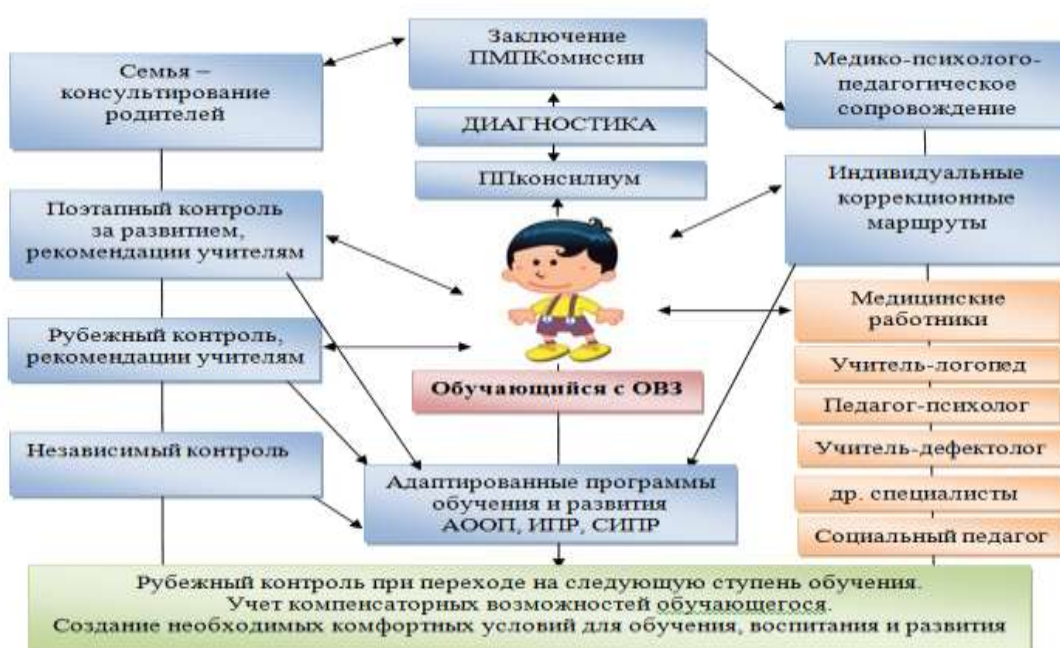 Семья –
консультирование
родителей
Заключение
ПМПКомиссии
Медико-психолого-
педагогическое
сопровождение
ДИАГНОСТИКА
ППконсилиум
Поэтапный контроль
за развитием,
рекомендации учителям
Индивидуальные
коррекционные
маршруты
Рубежный контроль,
рекомендации учителям
Медицинские
работники
Учитель-логопед
Обучающийся с ОВЗ
Педагог-психолог
Независимый контроль
Учитель-дефектолог
Адаптированные программы
обучения и развития
АООП, ИПР, СИПР
др. специалисты
Социальный педагог
Рубежный контроль при переходе на следующую ступень обучения.
Учет компенсаторных возможностей обучающегося.
Создание необходимых комфортных условий для обучения, воспитания и развития